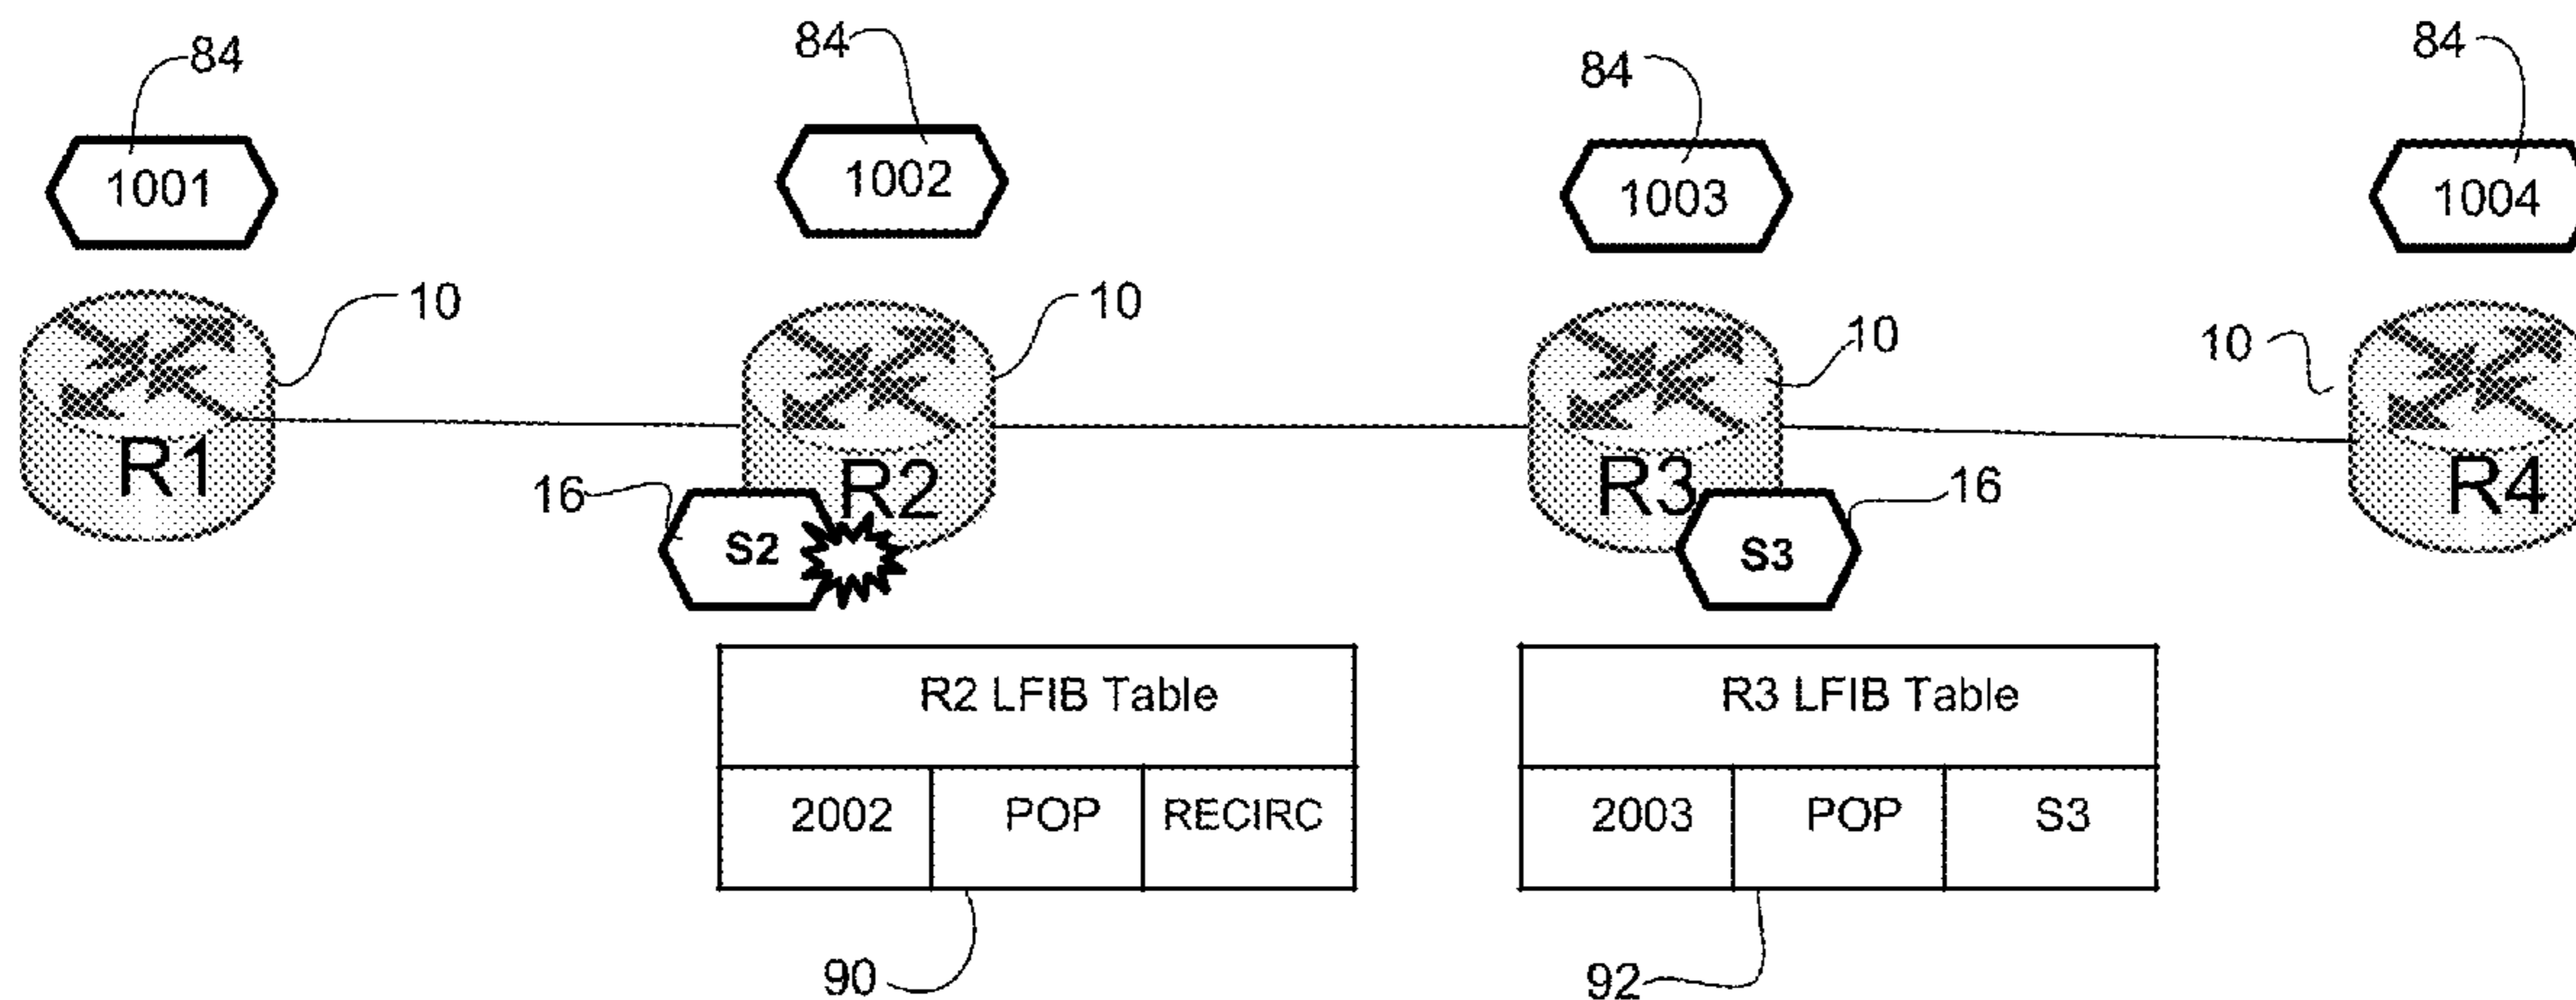 84 84 84 84
1001 1002 1003 1004
10 10 10 10
R1 R2 R3 R4
16 S2 S3 16
R2 LFIB Table
2002 POP RECIRC
90
R3 LFIB Table
2003 POP S3
92